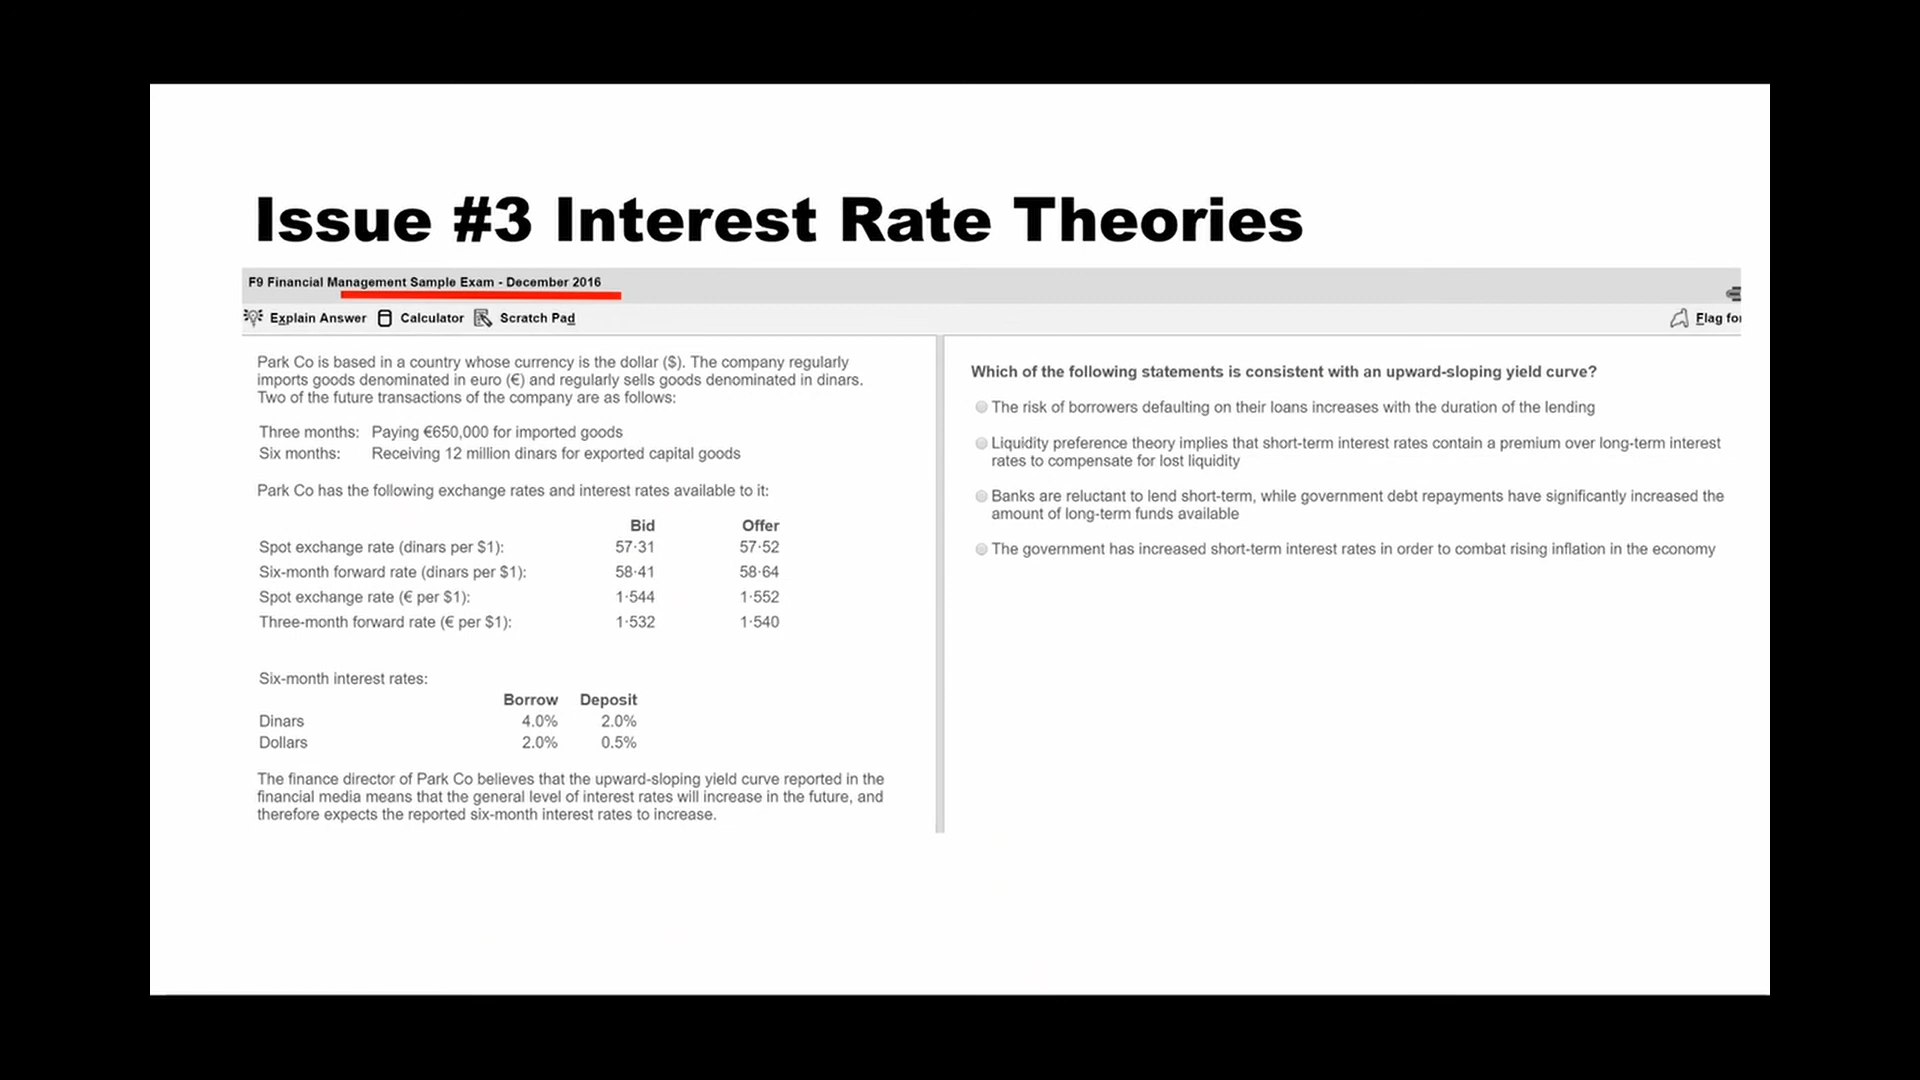 Issue #3 Interest Rate Theories
F9 Financial Management Sample Exam - December 2016
Explain Answer Calculator Scratch Pad Flag for
Park Co is based in a country whose currency is the dollar ($). The company regularly
imports goods denominated in euro (€) and regularly sells goods denominated in dinars.
Two of the future transactions of the company are as follows:
Three months: Paying €650,000 for imported goods
Six months: Receiving 12 million dinars for exported capital goods
Park Co has the following exchange rates and interest rates available to it:
Bid Offer
Spot exchange rate (dinars per $1): 57·31 57·52
Six-month forward rate (dinars per $1): 58·41 58·64
Spot exchange rate (€ per $1): 1·544 1·552
Three-month forward rate (€ per $1): 1·532 1·540
Six-month interest rates:
Borrow Deposit
Dinars 4.0% 2.0%
Dollars 2.0% 0.5%
The finance director of Park Co believes that the upward-sloping yield curve reported in the
financial media means that the general level of interest rates will increase in the future, and
therefore expects the reported six-month interest rates to increase.
Which of the following statements is consistent with an upward-sloping yield curve?
The risk of borrowers defaulting on their loans increases with the duration of the lending
Liquidity preference theory implies that short-term interest rates contain a premium over long-term interest
rates to compensate for lost liquidity
Banks are reluctant to lend short-term, while government debt repayments have significantly increased the
amount of long-term funds available
The government has increased short-term interest rates in order to combat rising inflation in the economy